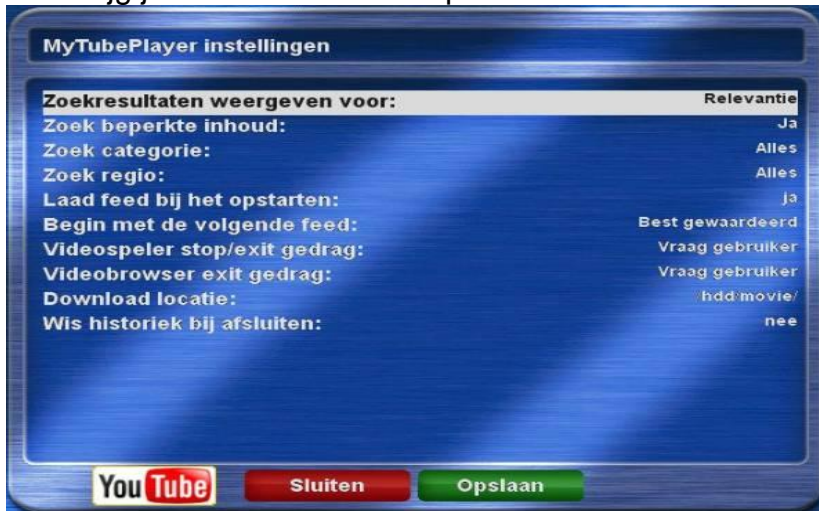 MyTubePlayer instellingen
Zoekresultaten weergeven voor: Relevantie
Zoek beperkte inhoud: Ja
Zoek categorie: Alles
Zoek regio: Alles
Laad feed bij het opstarten: ja
Begin met de volgende feed: Best gewaardeerd
Videospeler stop/exit gedrag: Vraag gebruiker
Videobrowser exit gedrag: Vraag gebruiker
Download locatie: /hdd/movie/
Wis historiek bij afsluiten: nee
YouTube Sluiten Opslaan